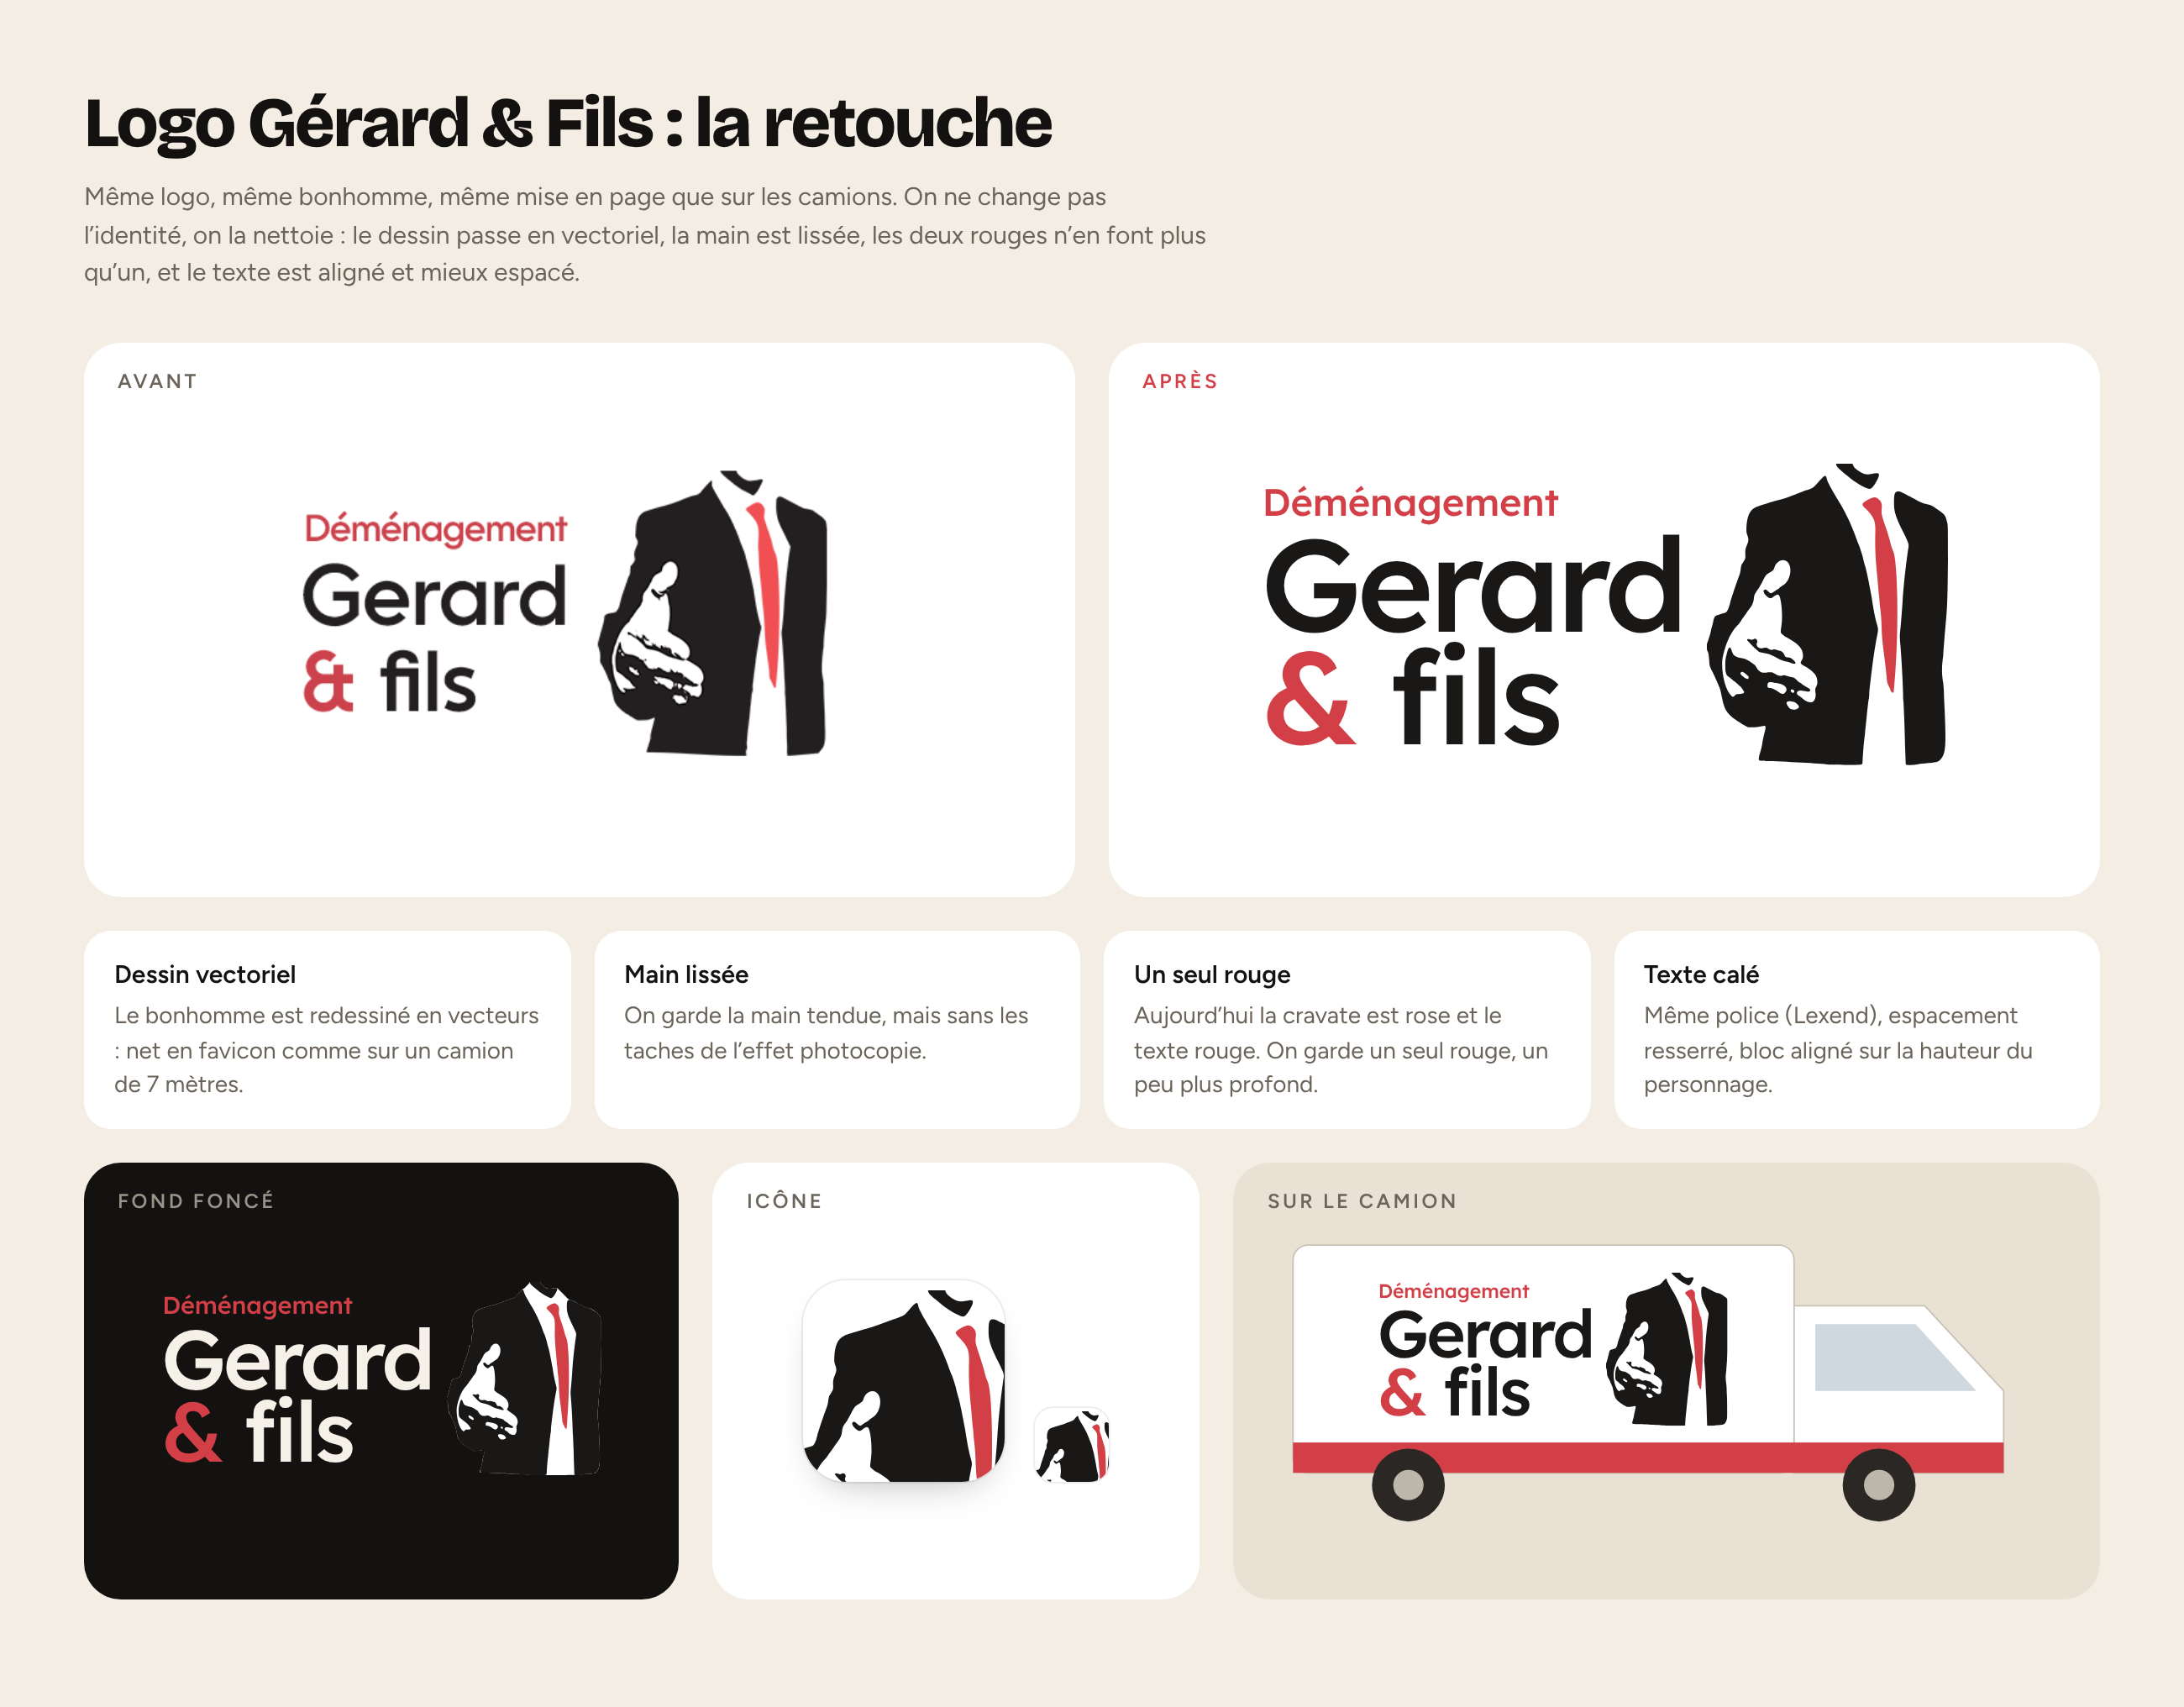 Logo Gérard & Fils : la retouche
Même logo, même bonhomme, même mise en page que sur les camions. On ne change pas
l’identité, on la nettoie : le dessin passe en vectoriel, la main est lissée, les deux rouges n’en font plus
qu’un, et le texte est aligné et mieux espacé.
AVANT
Déménagement
Gerard
& fils
APRÈS
Déménagement
Gerard
& fils
Dessin vectoriel
Le bonhomme est redessiné en vecteurs
: net en favicon comme sur un camion
de 7 mètres.
Main lissée
On garde la main tendue, mais sans les
taches de l’effet photocopie.
Un seul rouge
Aujourd’hui la cravate est rose et le
texte rouge. On garde un seul rouge, un
peu plus profond.
Texte calé
Même police (Lexend), espacement
resserré, bloc aligné sur la hauteur du
personnage.
FOND FONCÉ
Déménagement
Gerard
& fils
ICÔNE
SUR LE CAMION
Déménagement
Gerard
& fils